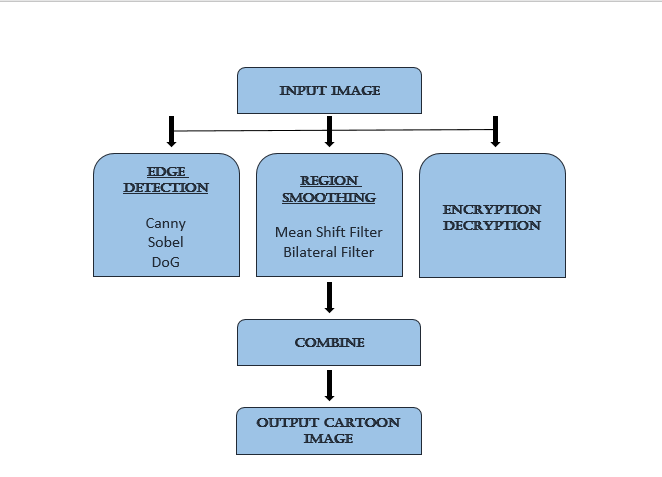 INPUT IMAGE
EDGE
DETECTION
Canny
Sobel
DoG
REGION
SMOOTHING
Mean Shift Filter
Bilateral Filter
ENCRYPTION
DECRYPTION
COMBINE
OUTPUT CARTOON
IMAGE